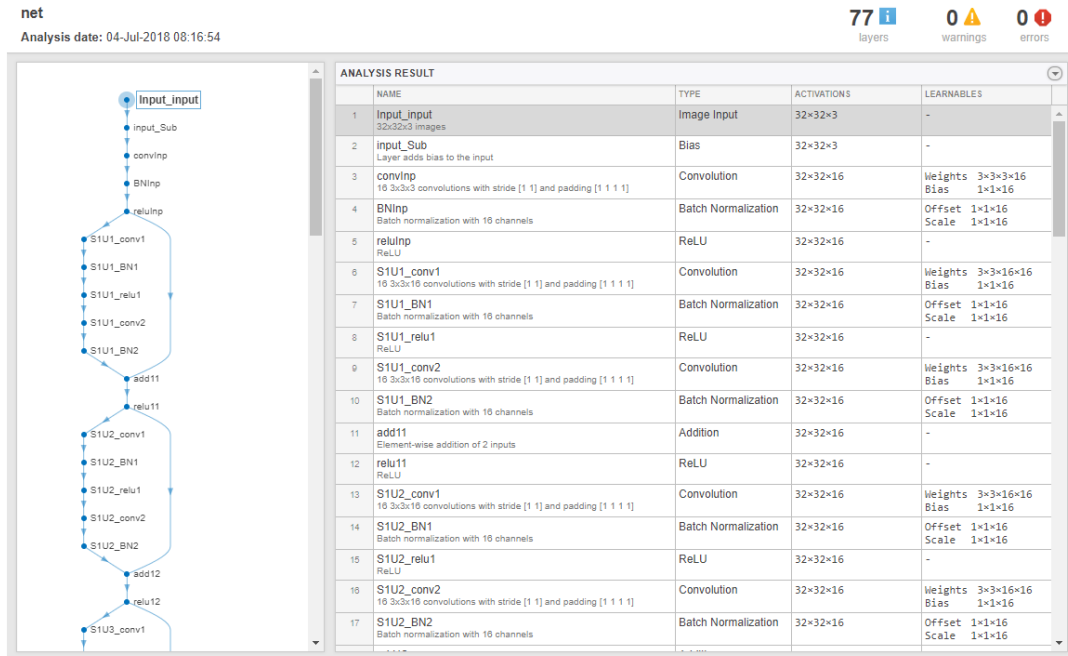 net
Analysis date: 04-Jul-2018 08:16:54
77 i
layers
0
warnings
0
errors
Input_input
input_Sub
convInp
BNInp
reluInp
S1U1_conv1
S1U1_BN1
S1U1_relu1
S1U1_conv2
S1U1_BN2
add11
relu11
S1U2_conv1
S1U2_BN1
S1U2_relu1
S1U2_conv2
S1U2_BN2
add12
relu12
S1U3_conv1
ANALYSIS RESULT
NAME TYPE ACTIVATIONS LEARNABLES
1 Input_input Image Input 32×32×3 -
32x32x3 images
2 input_Sub Bias 32×32×3 -
Layer adds bias to the input
3 convInp Convolution 32×32×16 Weights 3×3×3×16
16 3x3x3 convolutions with stride [1 1] and padding [1 1 1 1] Bias 1×1×16
4 BNInp Batch Normalization 32×32×16 Offset 1×1×16
Batch normalization with 16 channels Scale 1×1×16
5 reluInp ReLU 32×32×16 -
ReLU
6 S1U1_conv1 Convolution 32×32×16 Weights 3×3×16×16
16 3x3x16 convolutions with stride [1 1] and padding [1 1 1 1] Bias 1×1×16
7 S1U1_BN1 Batch Normalization 32×32×16 Offset 1×1×16
Batch normalization with 16 channels Scale 1×1×16
8 S1U1_relu1 ReLU 32×32×16 -
ReLU
9 S1U1_conv2 Convolution 32×32×16 Weights 3×3×16×16
16 3x3x16 convolutions with stride [1 1] and padding [1 1 1 1] Bias 1×1×16
10 S1U1_BN2 Batch Normalization 32×32×16 Offset 1×1×16
Batch normalization with 16 channels Scale 1×1×16
11 add11 Addition 32×32×16 -
Element-wise addition of 2 inputs
12 relu11 ReLU 32×32×16 -
ReLU
13 S1U2_conv1 Convolution 32×32×16 Weights 3×3×16×16
16 3x3x16 convolutions with stride [1 1] and padding [1 1 1 1] Bias 1×1×16
14 S1U2_BN1 Batch Normalization 32×32×16 Offset 1×1×16
Batch normalization with 16 channels Scale 1×1×16
15 S1U2_relu1 ReLU 32×32×16 -
ReLU
16 S1U2_conv2 Convolution 32×32×16 Weights 3×3×16×16
16 3x3x16 convolutions with stride [1 1] and padding [1 1 1 1] Bias 1×1×16
17 S1U2_BN2 Batch Normalization 32×32×16 Offset 1×1×16
Batch normalization with 16 channels Scale 1×1×16